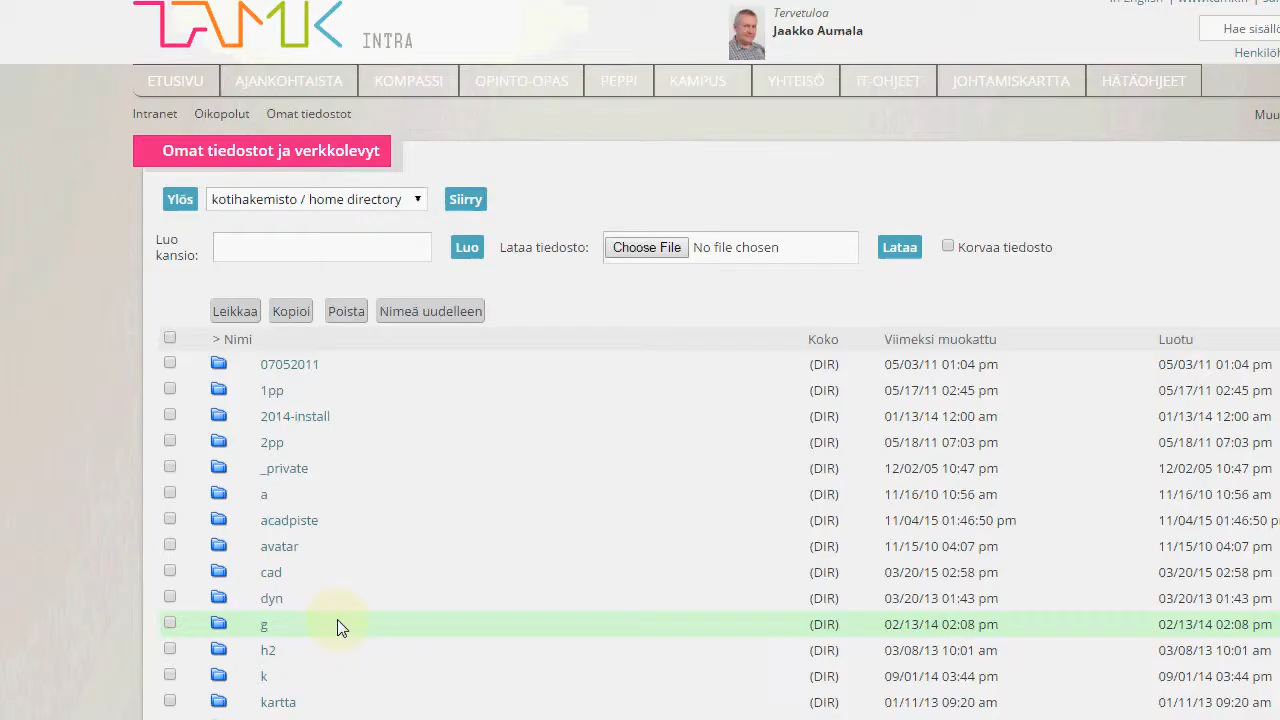 TAMK INTRA
Tervetuloa
Jaakko Aumala
Hae sisäl
ETUSIVU AJANKOHTAISTA KOMPASSI OPINTO-OPAS PEPPI KAMPUS YHTEISÖ IT-OHJEET JOHTAMISKARTTA HÄTÄOHJEET
Intranet Oikopolut Omat tiedostot Muu
Omat tiedostot ja verkkolevyt
Ylös kotihakemisto / home directory Siirry
Luo kansio: Luo Lataa tiedosto: Choose File No file chosen Lataa Korvaa tiedosto
Leikkaa Kopioi Poista Nimeä uudelleen
> Nimi Koko Viimeksi muokattu Luotu
07052011 (DIR) 05/03/11 01:04 pm 05/03/11 01:04 pm
1pp (DIR) 05/17/11 02:45 pm 05/17/11 02:45 pm
2014-install (DIR) 01/13/14 12:00 am 01/13/14 12:00 am
2pp (DIR) 05/18/11 07:03 pm 05/18/11 07:03 pm
_private (DIR) 12/02/05 10:47 pm 12/02/05 10:47 pm
a (DIR) 11/16/10 10:56 am 11/16/10 10:56 am
acadpiste (DIR) 11/04/15 01:46:50 pm 11/04/15 01:46:50 p
avatar (DIR) 11/15/10 04:07 pm 11/15/10 04:07 pm
cad (DIR) 03/20/15 02:58 pm 03/20/15 02:58 pm
dyn (DIR) 03/20/13 01:43 pm 03/20/13 01:43 pm
g (DIR) 02/13/14 02:08 pm 02/13/14 02:08 pm
h2 (DIR) 03/08/13 10:01 am 03/08/13 10:01 am
k (DIR) 09/01/14 03:44 pm 09/01/14 03:44 pm
kartta (DIR) 01/11/13 09:20 am 01/11/13 09:20 am